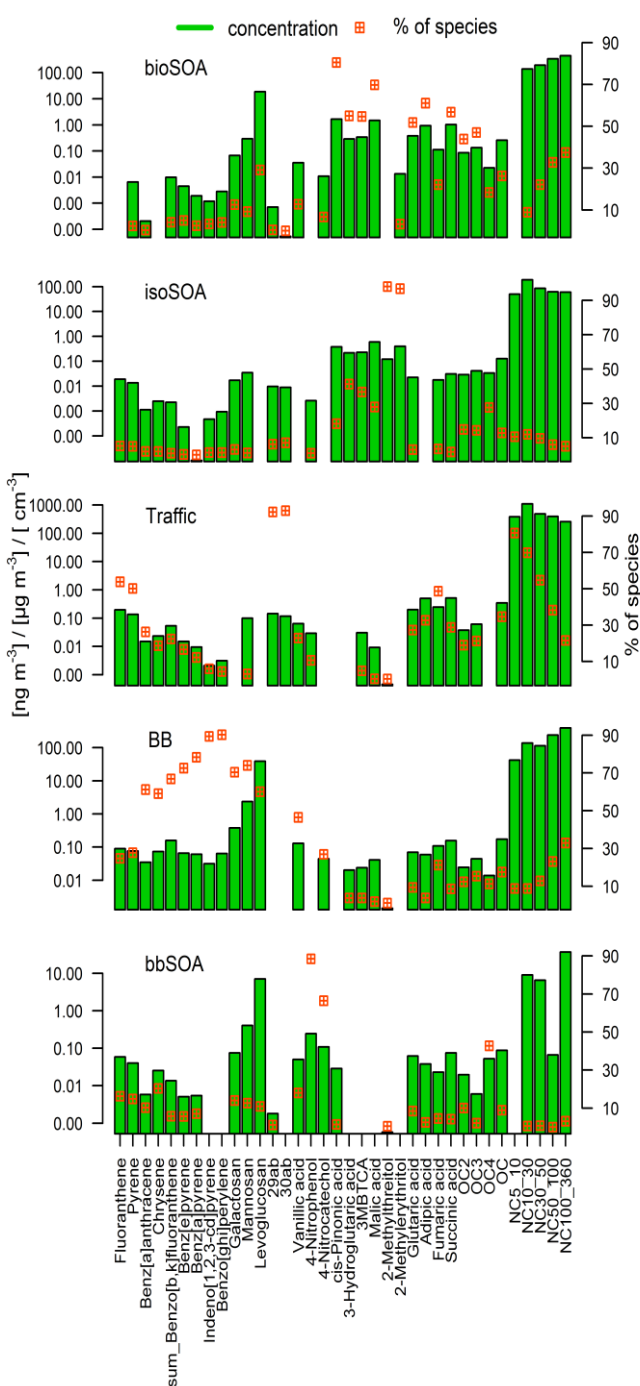 concentration % of species
bioSOA
100.00
10.00
1.00
0.10
0.01
0.00
0.00
90
70
50
30
10
isoSOA
100.00
10.00
1.00
0.10
0.01
0.00
0.00
90
70
50
30
10
Traffic
1000.00
100.00
10.00
1.00
0.10
0.01
0.00
90
70
50
30
10
BB
100.00
10.00
1.00
0.10
0.01
90
70
50
30
10
bbSOA
10.00
1.00
0.10
0.01
0.00
90
70
50
30
10
[ng m-3] / [µg m-3] / [ cm-3]
% of species
Fluoranthene
Pyrene
Benz[a]anthracene
Chrysene
sum_Benzo[b,k]fluoranthene
Benz[e]pyrene
Benz[a]pyrene
Indeno[1,2,3-cd]pyrene
Benzo[ghi]perylene
Galactosan
Mannosan
Levoglucosan
29ab
30ab
Vanillic acid
4-Nitrophenol
4-Nitrocatechol
cis-Pinonic acid
3-Hydroglutaric acid
3MBTCA
Malic acid
2-Methylthreitol
2-Methylerythritol
Glutaric acid
Adipic acid
Fumaric acid
Succinic acid
OC2
OC3
OC4
OC
NC5_10
NC10_30
NC30_50
NC50_100
NC100_360